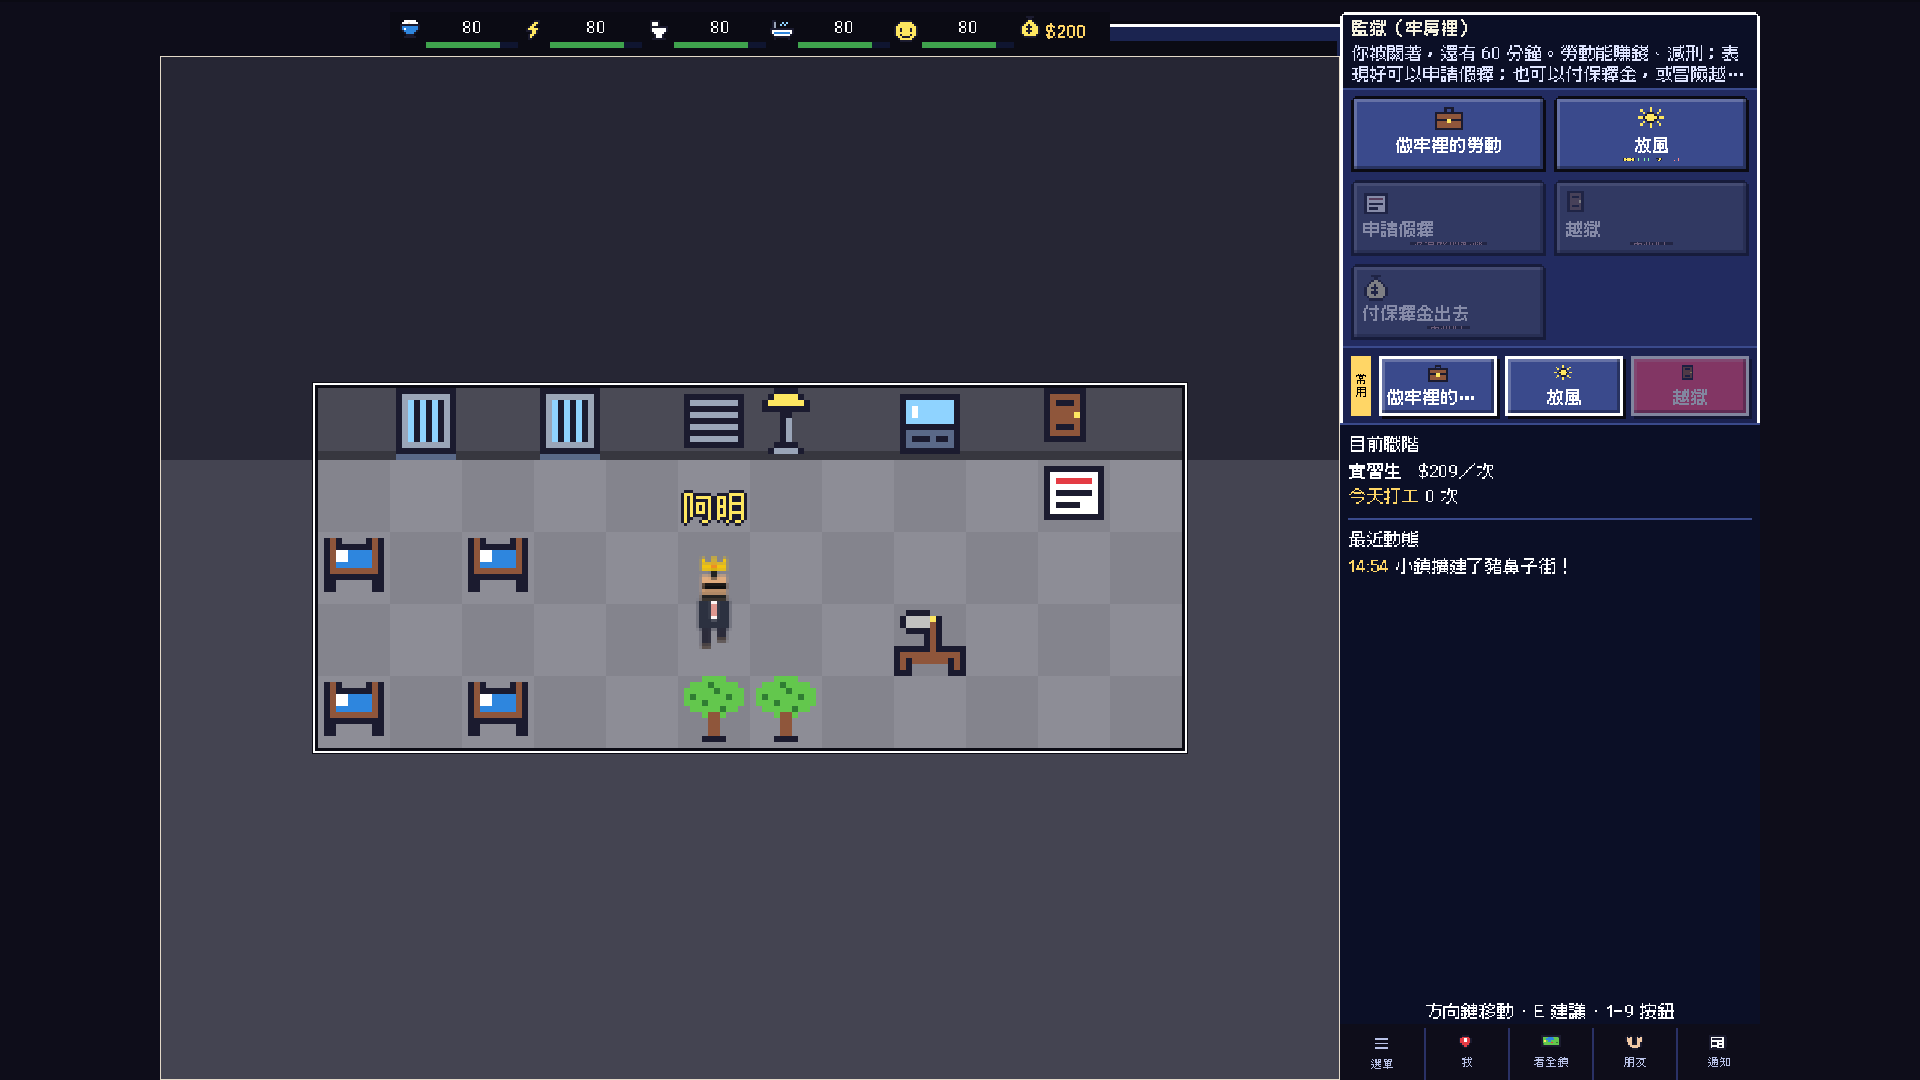 80 80 80 80 80 $200
監獄（牢房裡）
你被關著，還有 60 分鐘。勞動能賺錢、減刑；表
現好可以申請假釋；也可以付保釋金，或冒險越…
做牢裡的勞動
放風
申請假釋
越獄
付保釋金出去
常用
做牢裡的…
放風
越獄
目前職階
實習生 $209／次
今天打工 0 次
最近動態
14:54 小鎮擴建了豬鼻子街！
阿明
方向鍵移動 · E 建議 · 1-9 按鈕
選單
我
看全鎮
朋友
通知